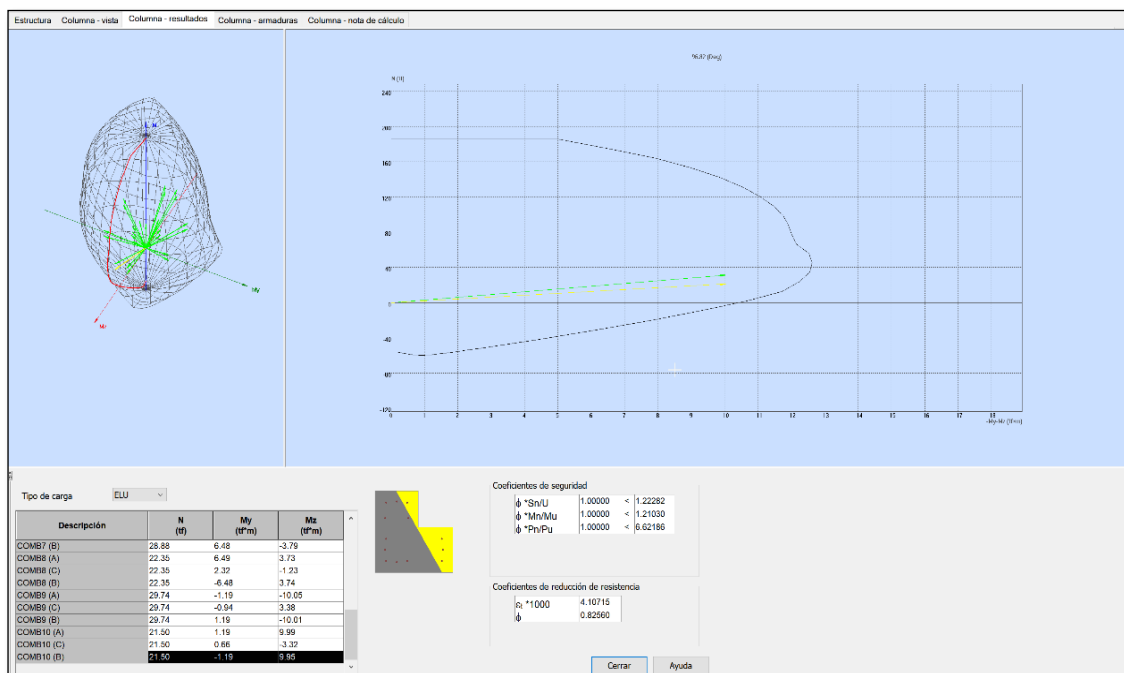 Estructura Columna - vista Columna - resultados Columna - armaduras Columna - nota de cálculo
N (tf)
240
200
160
120
80
40
0
-40
-80
-120
0 1 2 3 4 5 6 7 8 9 10 11 12 13 14 15 16 17 18
My
Tipo de carga ELU
Descripción N (tf) My (tf*m) Mz (tf*m)
COMB7 (B) 28.88 6.48 -3.79
COMB8 (A) 22.35 6.49 3.73
COMB8 (C) 22.35 2.32 -1.23
COMB8 (B) 22.35 -6.48 3.74
COMB9 (A) 29.74 -1.19 -10.05
COMB9 (C) 29.74 -0.94 3.38
COMB9 (B) 29.74 1.19 -10.01
COMB10 (A) 21.50 1.19 9.99
COMB10 (C) 21.50 0.66 -3.32
COMB10 (B) 21.50 -1.19 9.95
Coeficientes de seguridad
ϕ *Sn/U 1.00000 < 1.22282
ϕ *Mn/Mu 1.00000 < 1.21030
ϕ *Pn/Pu 1.00000 < 6.62186
Coeficientes de reducción de resistencia
εt *1000 4.10715
ϕ 0.82560
Cerrar Ayuda